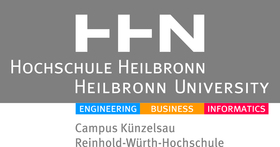 HHN
HOCHSCHULE HEILBRONN
HEILBRONN UNIVERSITY
ENGINEERING BUSINESS INFORMATICS
Campus Künzelsau
Reinhold-Würth-Hochschule